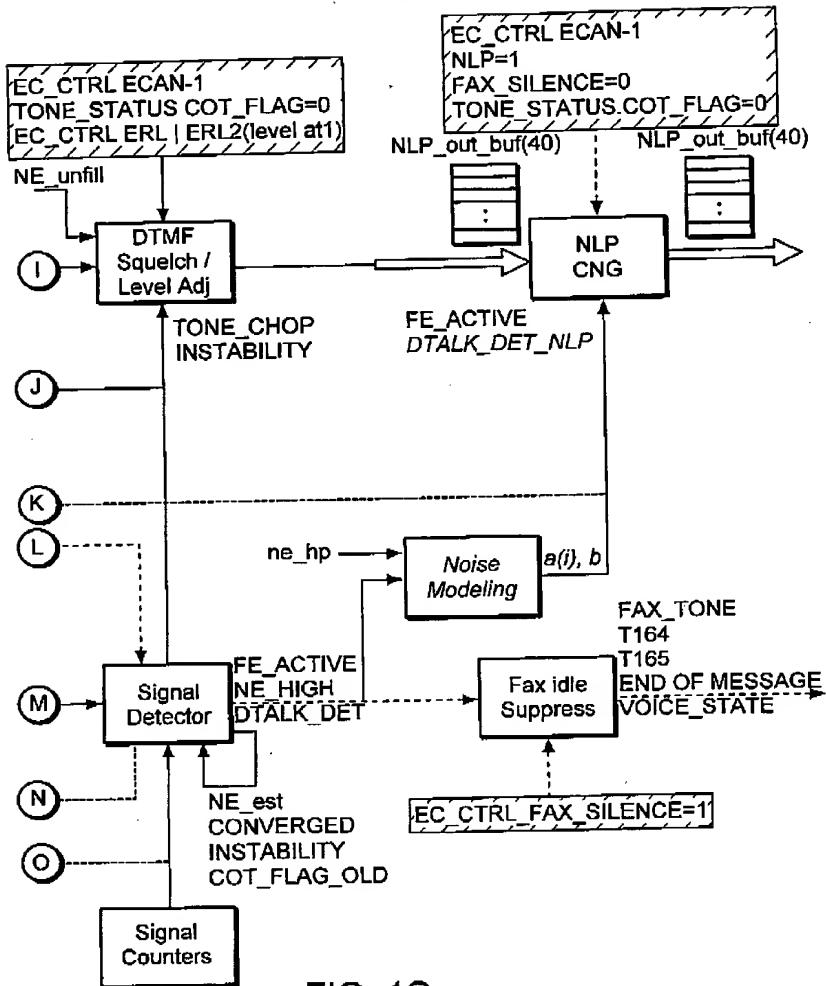 EC_CTRL ECAN-1
TONE_STATUS COT_FLAG=0
EC_CTRL ERL | ERL2(level at1)
EC_CTRL ECAN-1
NLP=1
FAX_SILENCE=0
TONE_STATUS.COT_FLAG=0
NLP_out_buf(40)
NLP_out_buf(40)
NE_unfill
I
DTMF
Squelch /
Level Adj
NLP
CNG
TONE_CHOP
INSTABILITY
FE_ACTIVE
DTALK_DET_NLP
J
K
L
ne_hp
Noise
Modeling
a(i), b
M
Signal
Detector
FE_ACTIVE
NE_HIGH
DTALK_DET
Fax idle
Suppress
FAX_TONE
T164
T165
END OF MESSAGE
VOICE_STATE
N
O
NE_est
CONVERGED
INSTABILITY
COT_FLAG_OLD
EC_CTRL_FAX_SILENCE=1
Signal
Counters